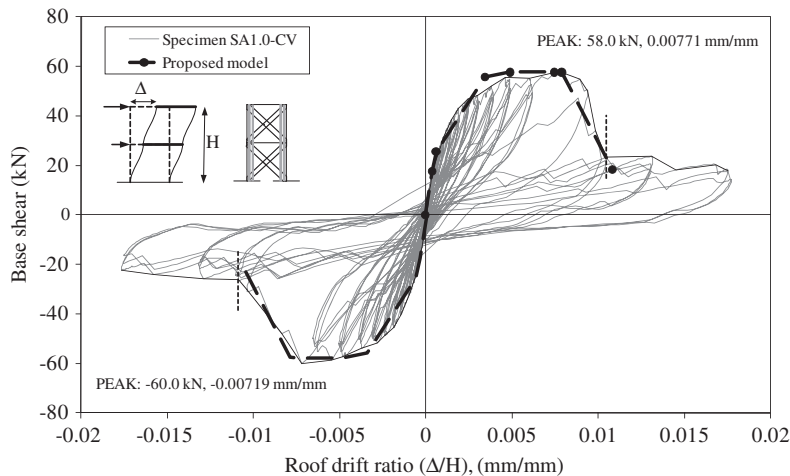 80
60
40
20
0
-20
-40
-60
-80
Base shear (kN)
Specimen SA1.0-CV
Proposed model
Δ
H
PEAK: 58.0 kN, 0.00771 mm/mm
PEAK: -60.0 kN, -0.00719 mm/mm
-0.02 -0.015 -0.01 -0.005 0 0.005 0.01 0.015 0.02
Roof drift ratio (Δ/H), (mm/mm)